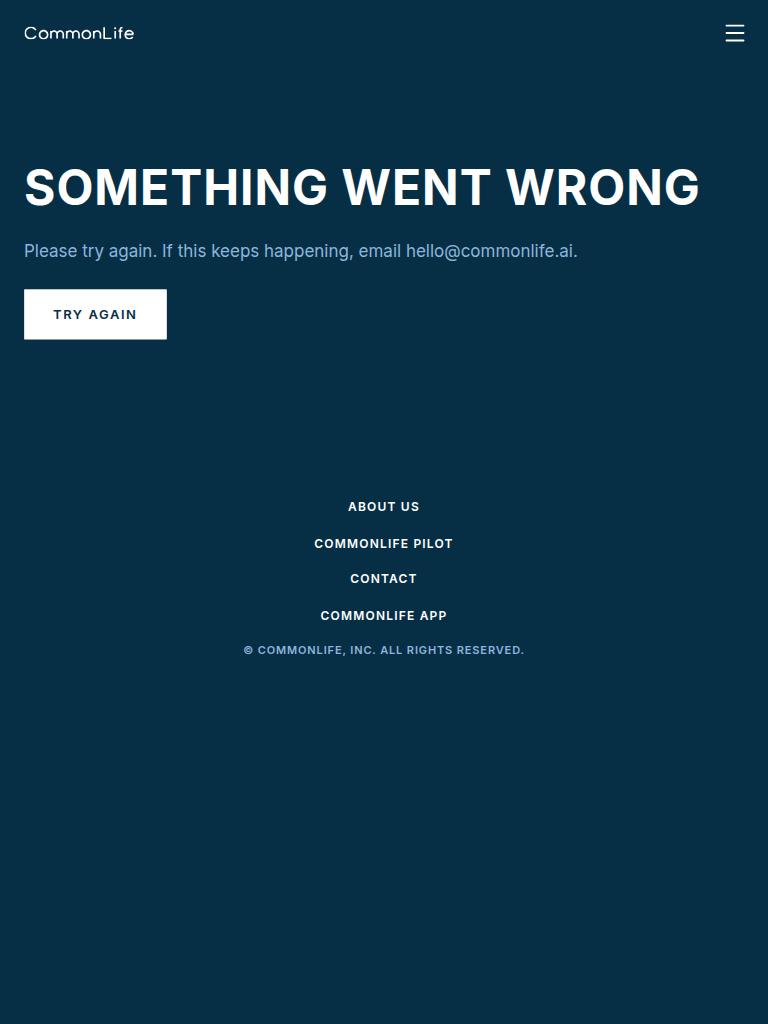 CommonLife
SOMETHING WENT WRONG
Please try again. If this keeps happening, email hello@commonlife.ai.
TRY AGAIN
ABOUT US
COMMONLIFE PILOT
CONTACT
COMMONLIFE APP
© COMMONLIFE, INC. ALL RIGHTS RESERVED.